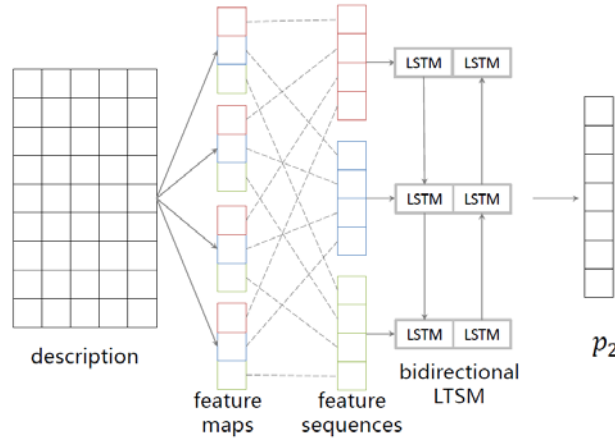 LSTM LSTM
LSTM LSTM
LSTM LSTM
description
feature
maps
feature
sequences
bidirectional
LTSM
p2